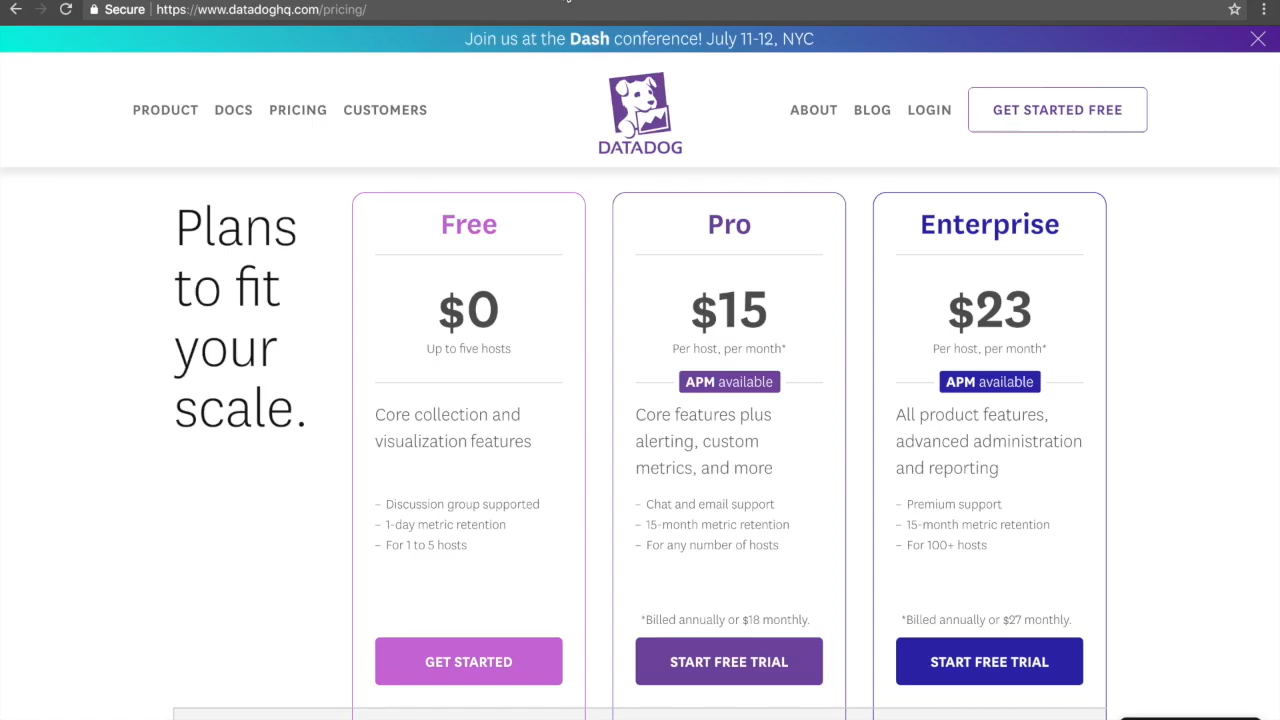 Secure
https://www.datadoghq.com/pricing/
Join us at the Dash conference! July 11-12, NYC
PRODUCT DOCS PRICING CUSTOMERS
DATADOG
ABOUT BLOG LOGIN GET STARTED FREE
Plans
to fit
your
scale.
Free
$0
Up to five hosts
Core collection and
visualization features
– Discussion group supported
– 1-day metric retention
– For 1 to 5 hosts
GET STARTED
Pro
$15
Per host, per month*
APM available
Core features plus
alerting, custom
metrics, and more
– Chat and email support
– 15-month metric retention
– For any number of hosts
*Billed annually or $18 monthly.
START FREE TRIAL
Enterprise
$23
Per host, per month*
APM available
All product features,
advanced administration
and reporting
– Premium support
– 15-month metric retention
– For 100+ hosts
*Billed annually or $27 monthly.
START FREE TRIAL